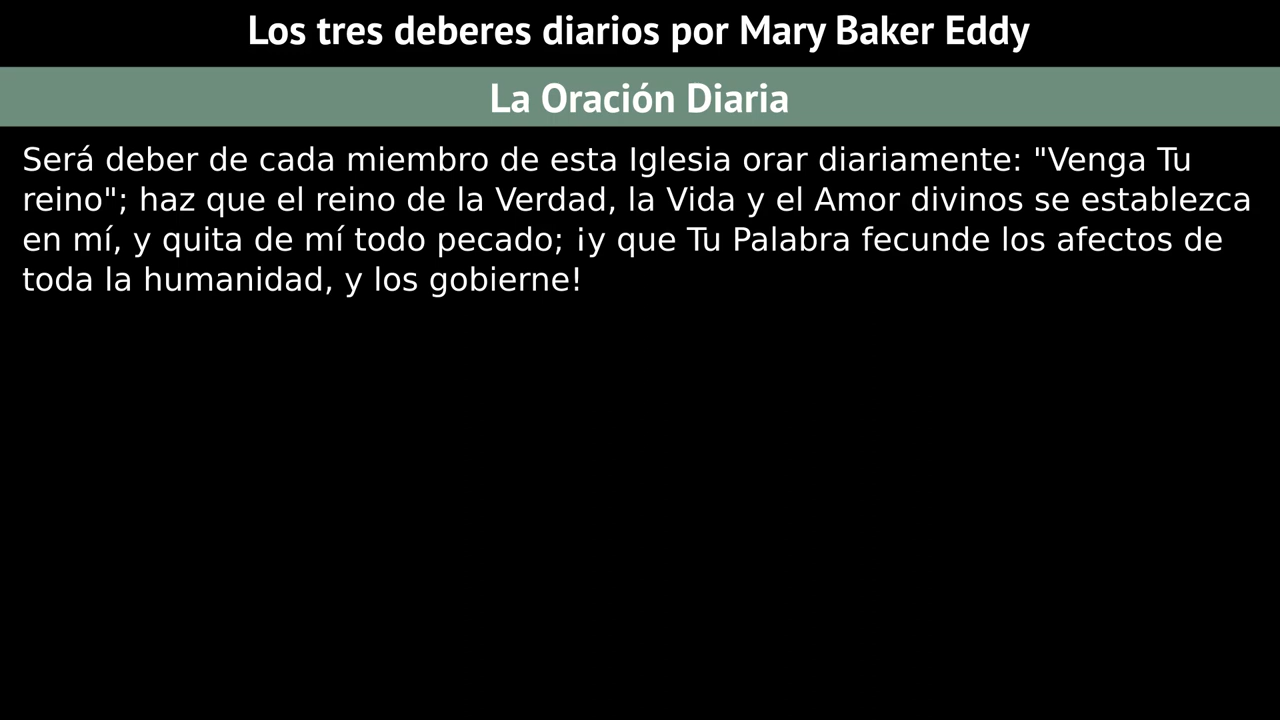 Los tres deberes diarios por Mary Baker Eddy
La Oración Diaria
Será deber de cada miembro de esta Iglesia orar diariamente: "Venga Tu
reino"; haz que el reino de la Verdad, la Vida y el Amor divinos se establezca
en mí, y quita de mí todo pecado; ¡y que Tu Palabra fecunde los afectos de
toda la humanidad, y los gobierne!